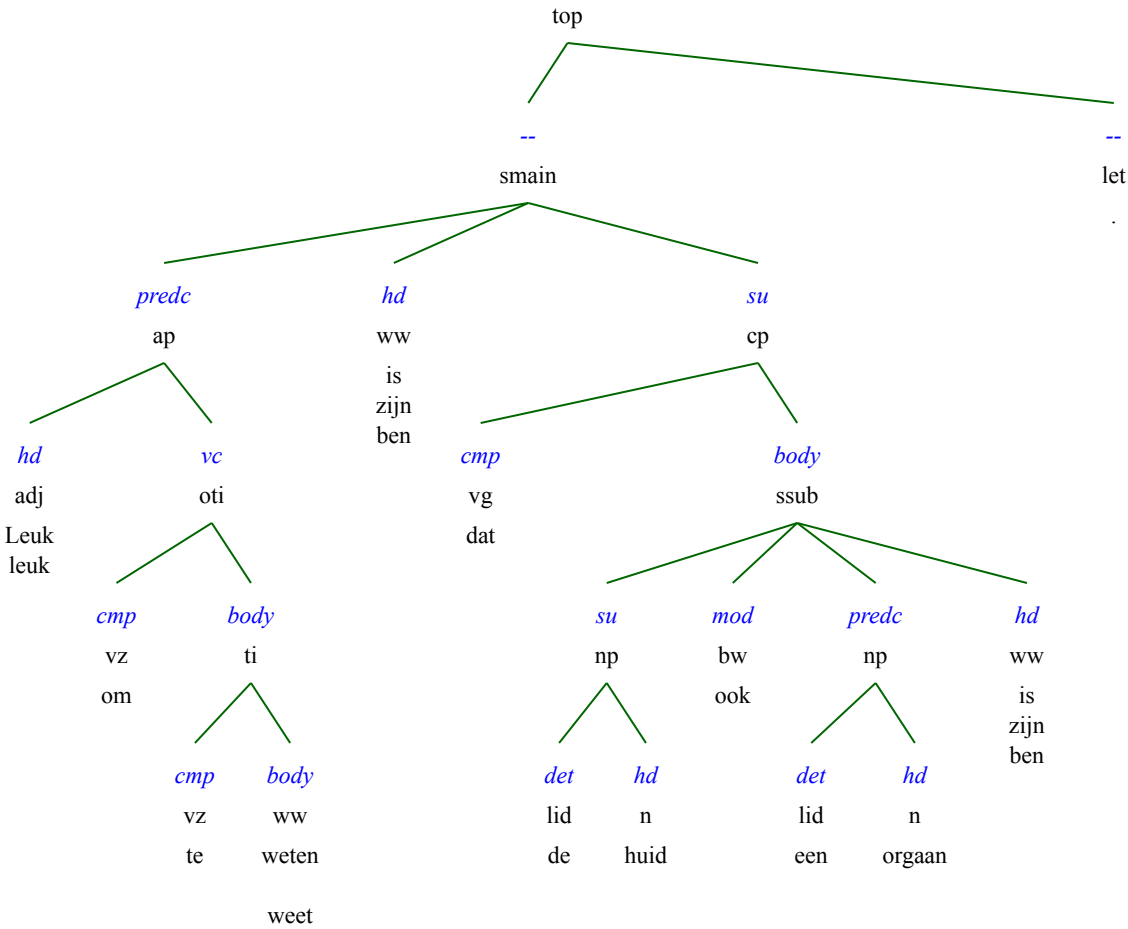 top
-- --
smain let
.
predc hd su
ap ww cp
is
zijn
ben
hd vc cmp body
adj oti vg ssub
Leuk dat
leuk
cmp body su mod predc hd
vz ti np bw np ww
om ook is
zijn
ben
cmp body det hd det hd
vz ww lid n lid n
te weten de huid een orgaan
weet